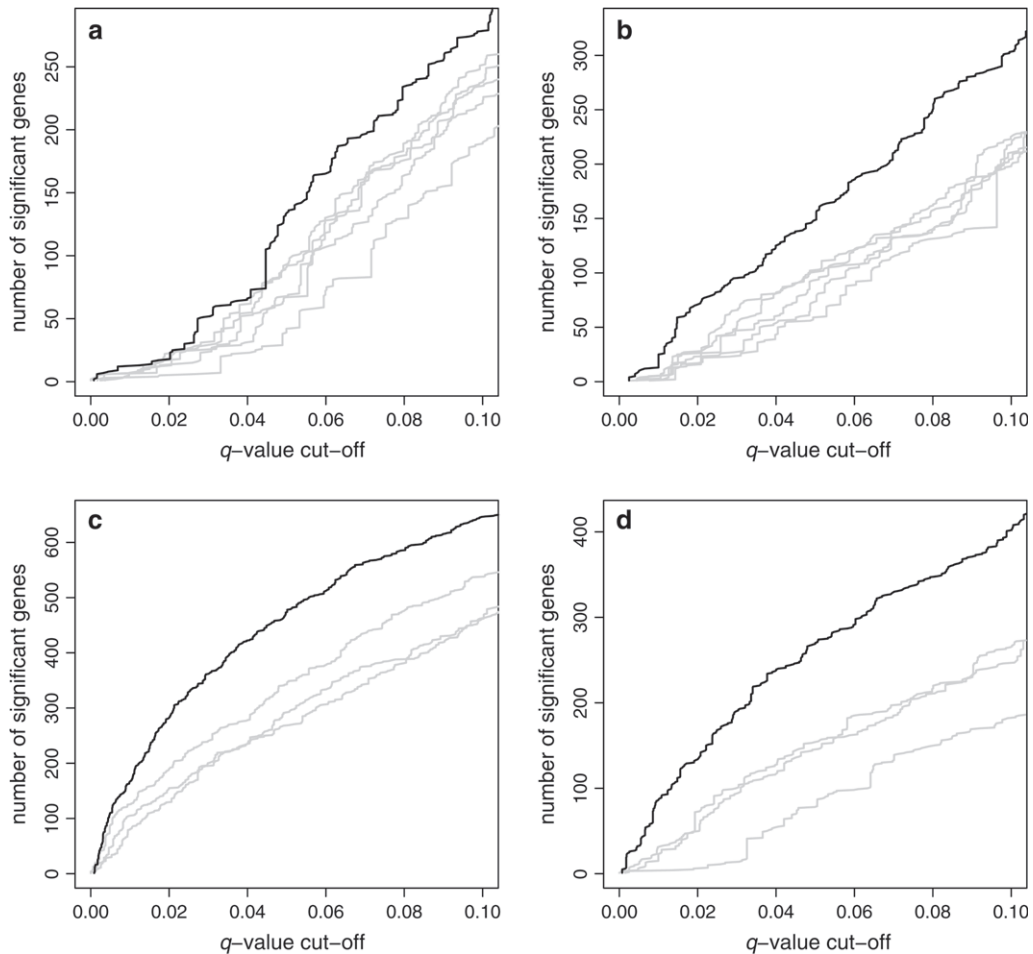 a
number of significant genes
0 50 100 150 200 250
0.00 0.02 0.04 0.06 0.08 0.10
q-value cut-off
b
number of significant genes
0 50 100 150 200 250 300
0.00 0.02 0.04 0.06 0.08 0.10
q-value cut-off
c
number of significant genes
0 100 200 300 400 500 600
0.00 0.02 0.04 0.06 0.08 0.10
q-value cut-off
d
number of significant genes
0 100 200 300 400
0.00 0.02 0.04 0.06 0.08 0.10
q-value cut-off